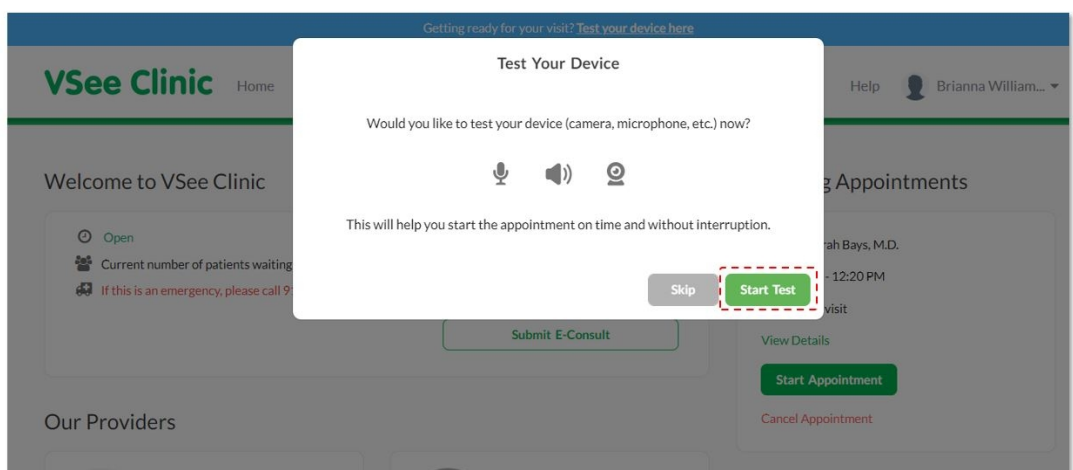 Getting ready for your visit? Test your device here
VSee Clinic Home
Help Brianna William...
Test Your Device
Would you like to test your device (camera, microphone, etc.) now?
This will help you start the appointment on time and without interruption.
Skip Start Test
Welcome to VSee Clinic
Open
Current number of patients waiting
If this is an emergency, please call 9
Submit E-Consult
Appointments
Bays, M.D.
- 12:20 PM
visit
View Details
Start Appointment
Cancel Appointment
Our Providers